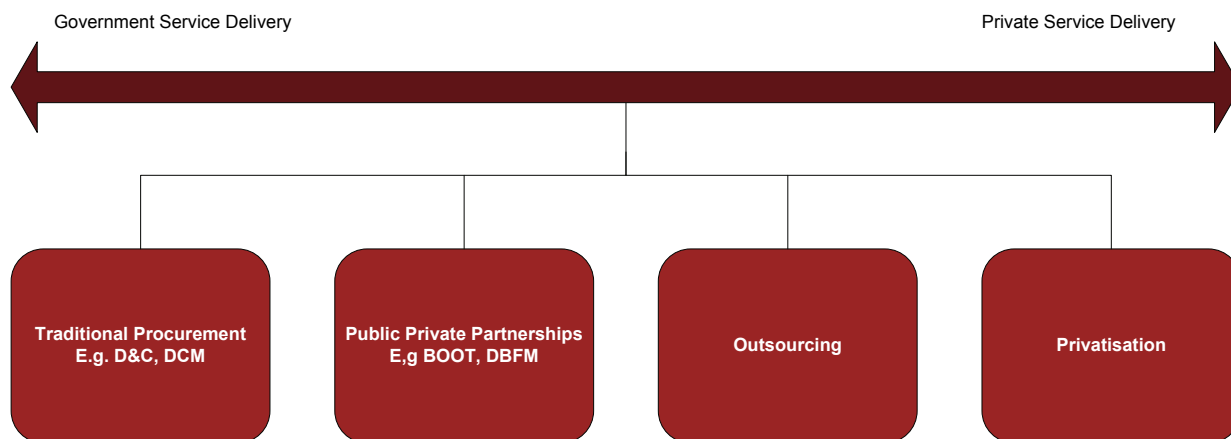 Government Service Delivery
Private Service Delivery
Traditional Procurement
E.g. D&C, DCM
Public Private Partnerships
E,g BOOT, DBFM
Outsourcing
Privatisation